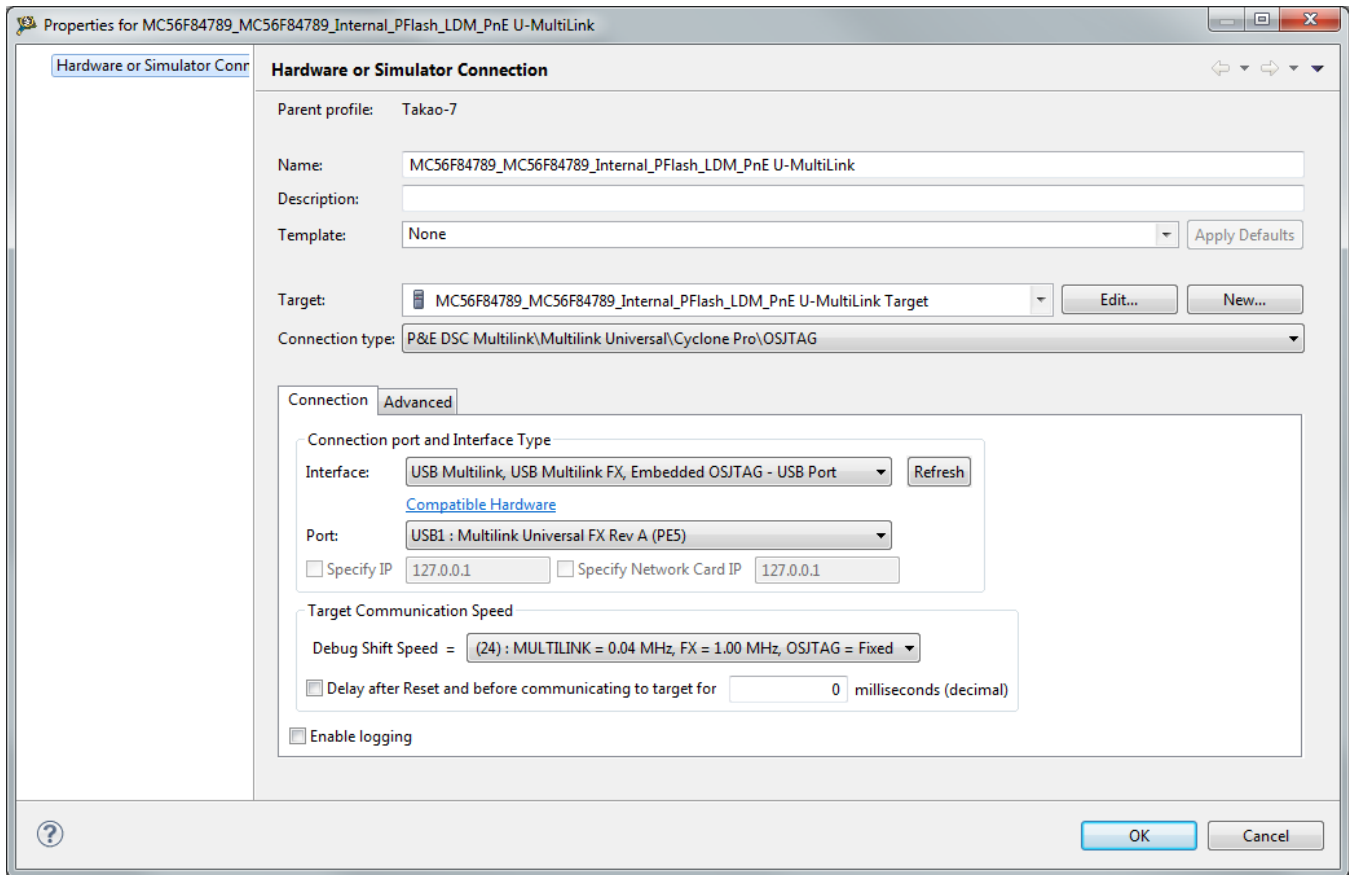 Properties for MC56F84789_MC56F84789_Internal_PFlash_LDM_PnE U-MultiLink
Hardware or Simulator Conn
Hardware or Simulator Connection
Parent profile: Takao-7
Name: MC56F84789_MC56F84789_Internal_PFlash_LDM_PnE U-MultiLink
Description:
Template: None Apply Defaults
Target: MC56F84789_MC56F84789_Internal_PFlash_LDM_PnE U-MultiLink Target Edit... New...
Connection type: P&E DSC Multilink\Multilink Universal\Cyclone Pro\OSJTAG
Connection Advanced
Connection port and Interface Type
Interface: USB Multilink, USB Multilink FX, Embedded OSJTAG - USB Port Refresh
Compatible Hardware
Port: USB1 : Multilink Universal FX Rev A (PE5)
Specify IP 127.0.0.1 Specify Network Card IP 127.0.0.1
Target Communication Speed
Debug Shift Speed = (24) : MULTILINK = 0.04 MHz, FX = 1.00 MHz, OSJTAG = Fixed
Delay after Reset and before communicating to target for 0 milliseconds (decimal)
Enable logging
? OK Cancel